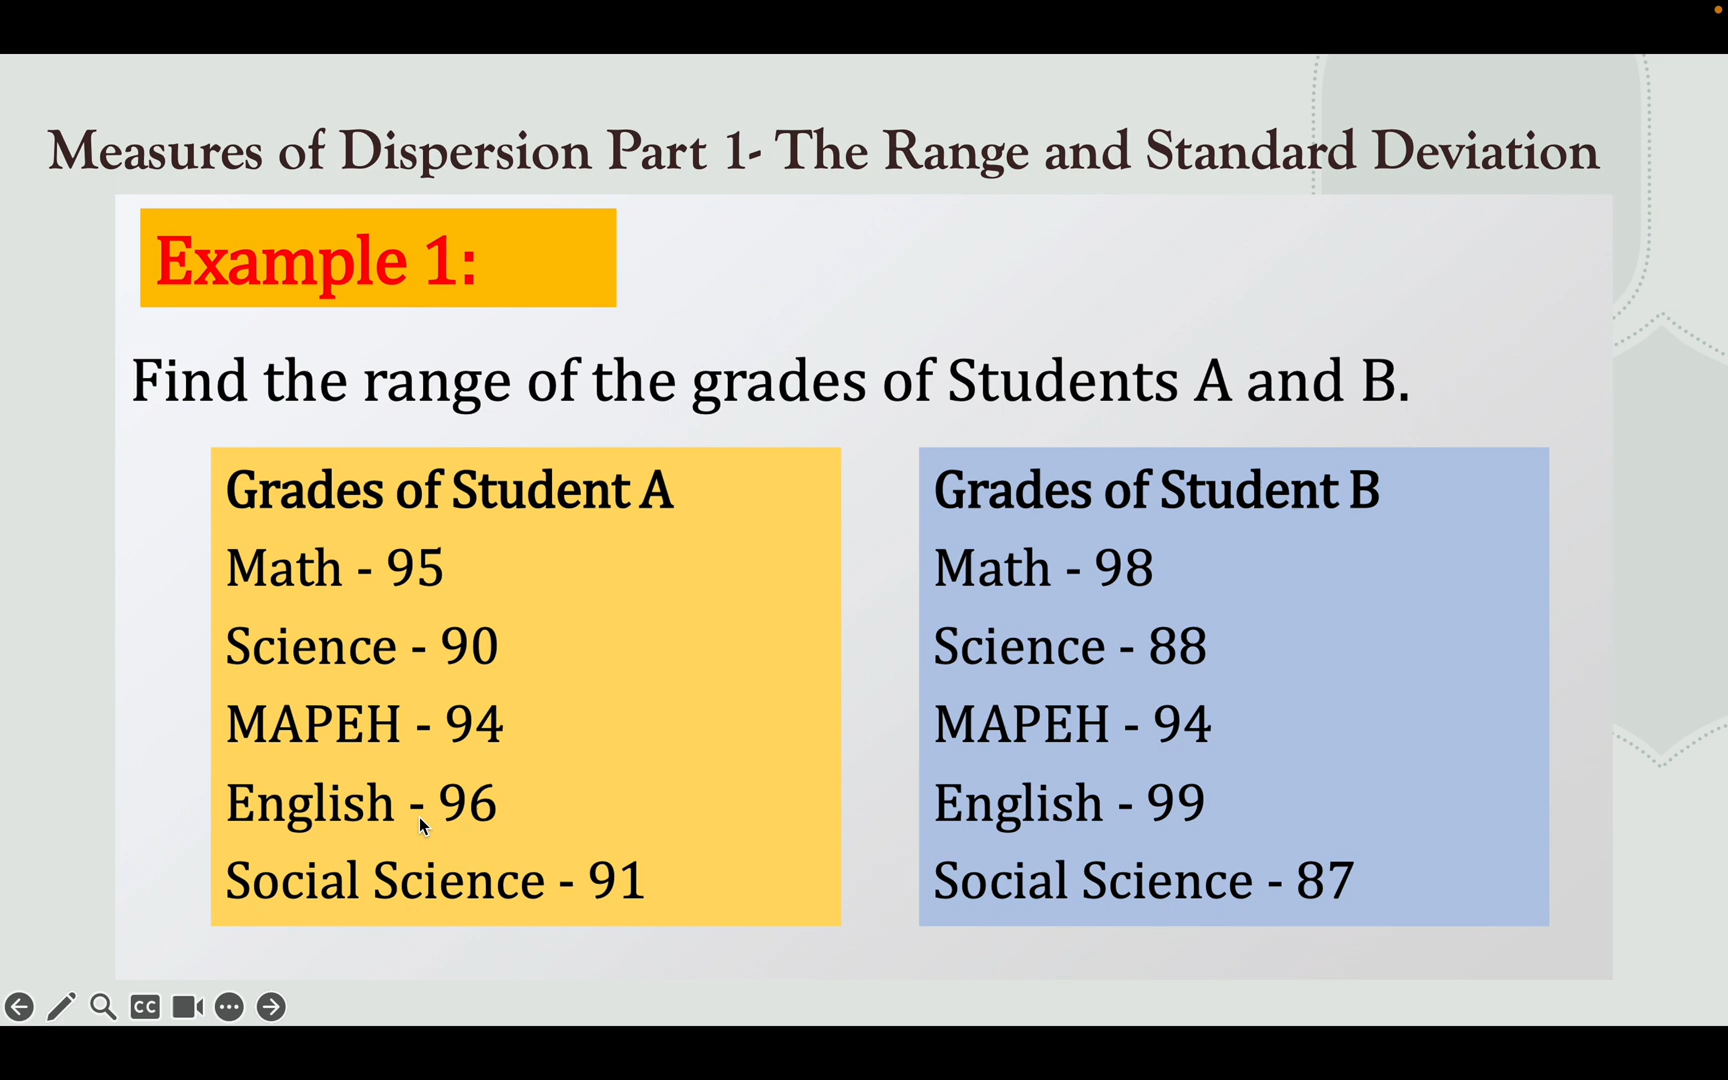 Measures of Dispersion Part 1- The Range and Standard Deviation
Example 1:
Find the range of the grades of Students A and B.
Grades of Student A
Math - 95
Science - 90
MAPEH - 94
English - 96
Social Science - 91
Grades of Student B
Math - 98
Science - 88
MAPEH - 94
English - 99
Social Science - 87
CC